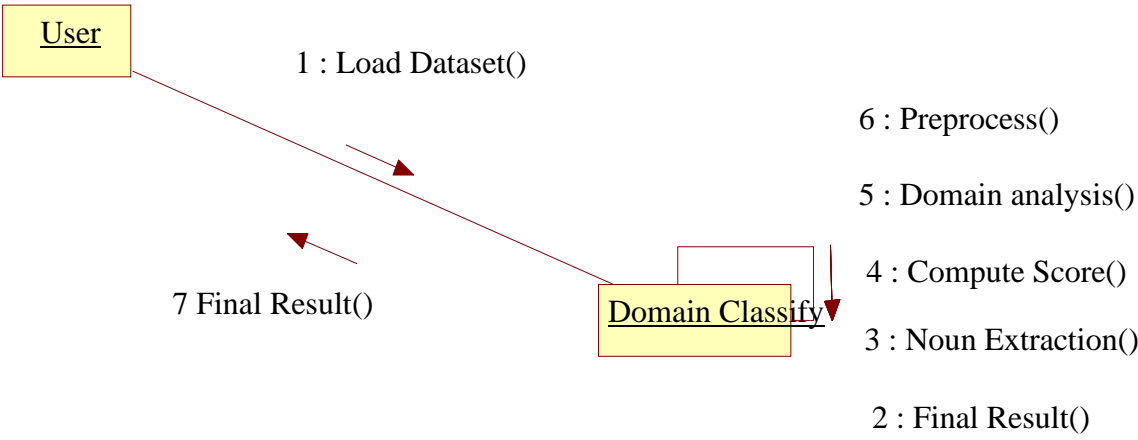 User
1 : Load Dataset()
6 : Preprocess()
5 : Domain analysis()
4 : Compute Score()
7 Final Result()
Domain Classify
3 : Noun Extraction()
2 : Final Result()